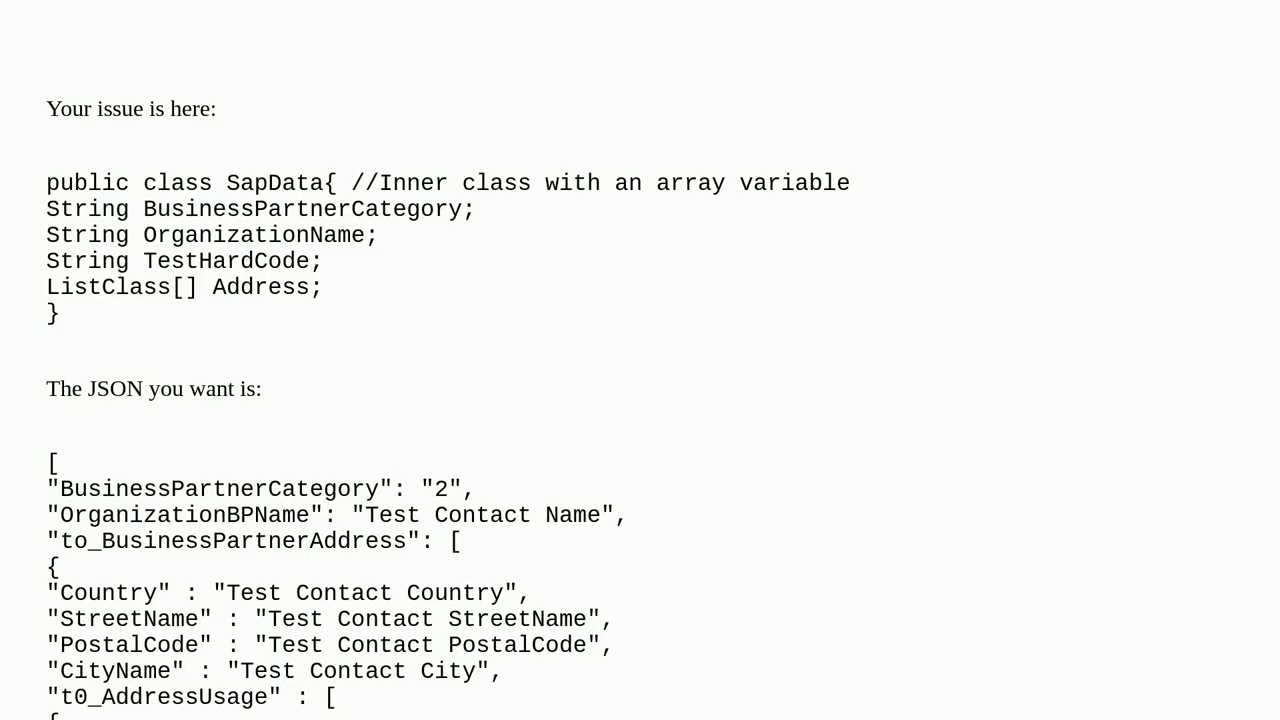 Your issue is here:
public class SapData{ //Inner class with an array variable
String BusinessPartnerCategory;
String OrganizationName;
String TestHardCode;
ListClass[] Address;
}
The JSON you want is:
[
"BusinessPartnerCategory": "2",
"OrganizationBPName": "Test Contact Name",
"to_BusinessPartnerAddress": [
{
"Country" : "Test Contact Country",
"StreetName" : "Test Contact StreetName",
"PostalCode" : "Test Contact PostalCode",
"CityName" : "Test Contact City",
"t0_AddressUsage" : [
{